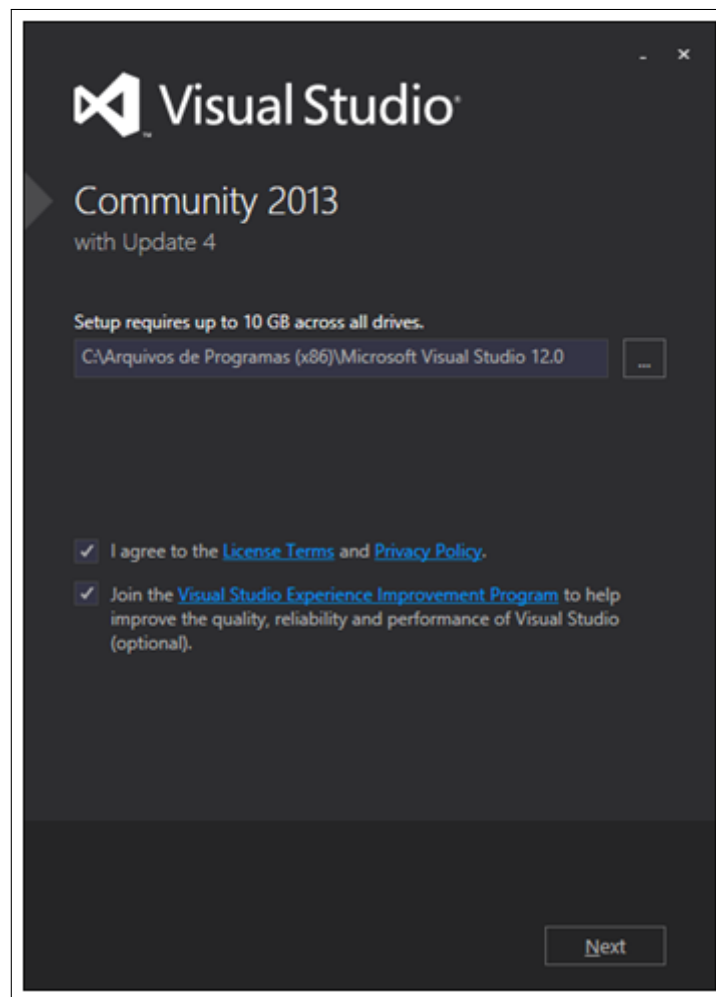 Visual Studio®
Community 2013
with Update 4
Setup requires up to 10 GB across all drives.
C:\Arquivos de Programas (x86)\Microsoft Visual Studio 12.0
...
I agree to the License Terms and Privacy Policy.
Join the Visual Studio Experience Improvement Program to help
improve the quality, reliability and performance of Visual Studio
(optional).
Next